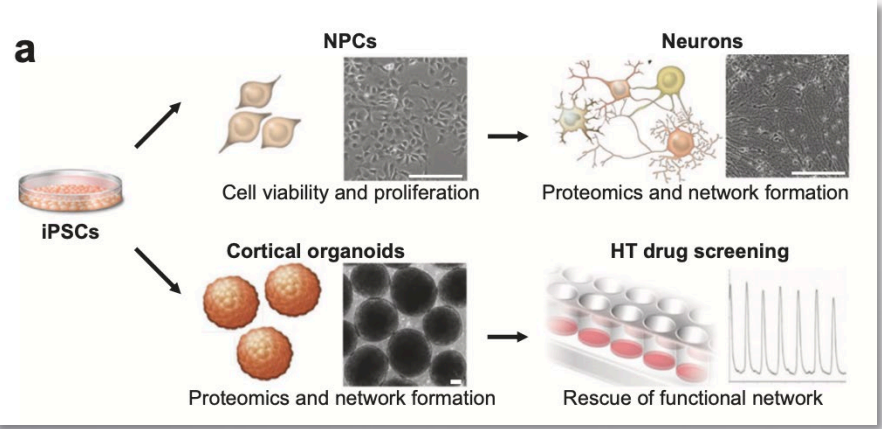 a
NPCs
Neurons
Cell viability and proliferation
Proteomics and network formation
iPSCs
Cortical organoids
HT drug screening
Proteomics and network formation
Rescue of functional network